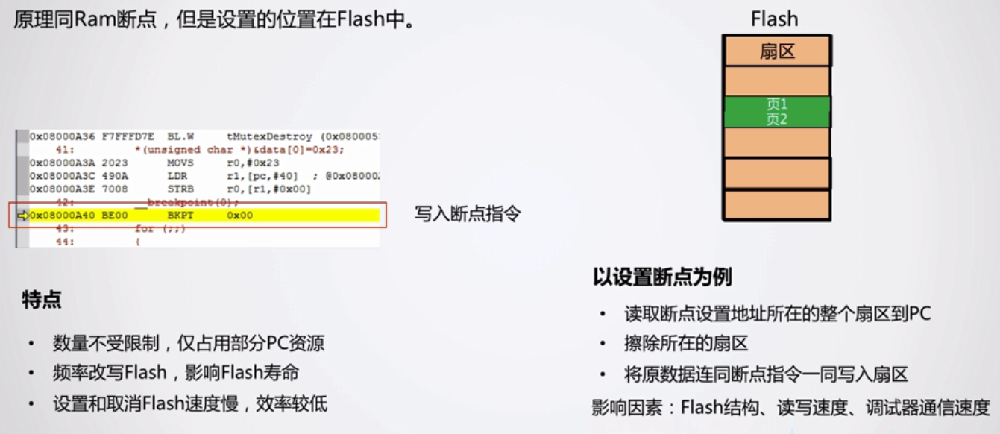 原理同Ram断点，但是设置的位置在Flash中。
Flash
扇区
页1
页2
0x08000A36 F7FFFD7E BL.W tMutexDestroy (0x080005
41: *(unsigned char *)&data[0]=0x23;
0x08000A3A 2023 MOVS r0,#0x23
0x08000A3C 490A LDR r1,[pc,#40] ; @0x08000
0x08000A3E 7008 STRB r0,[r1,#0x00]
42: __breakpoint(0);
0x08000A40 BE00 BKPT 0x00
43: for (;;)
44: {
写入断点指令
特点
• 数量不受限制，仅占用部分PC资源
• 频率改写Flash，影响Flash寿命
• 设置和取消Flash速度慢，效率较低
以设置断点为例
• 读取断点设置地址所在的整个扇区到PC
• 擦除所在的扇区
• 将原数据连同断点指令一同写入扇区
影响因素：Flash结构、读写速度、调试器通信速度